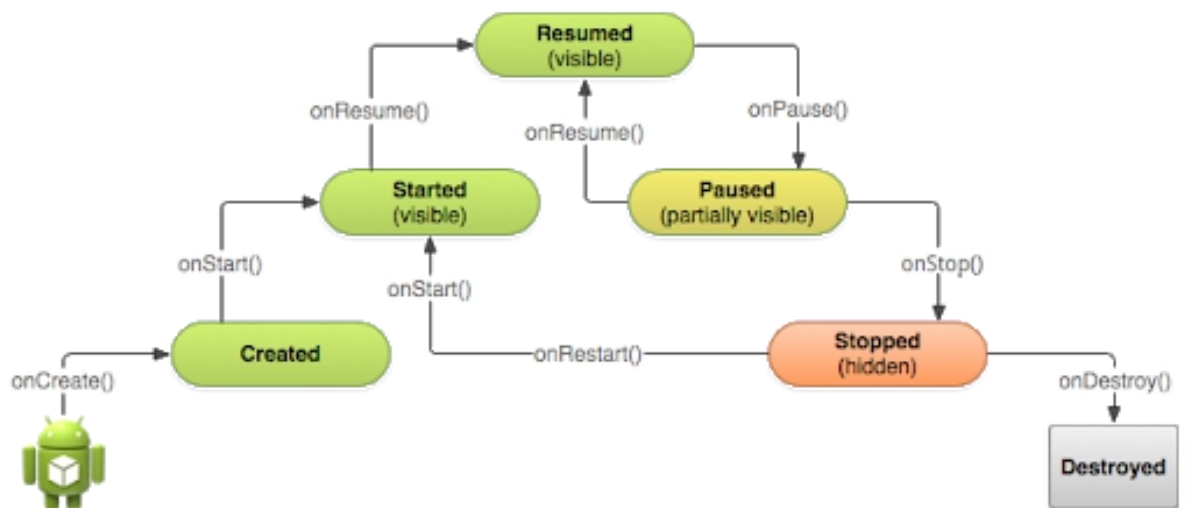 Resumed
(visible)
onResume()
onPause()
onResume()
Started
(visible)
Paused
(partially visible)
onStart()
onStop()
onStart()
Created
onRestart()
Stopped
(hidden)
onCreate()
onDestroy()
Destroyed